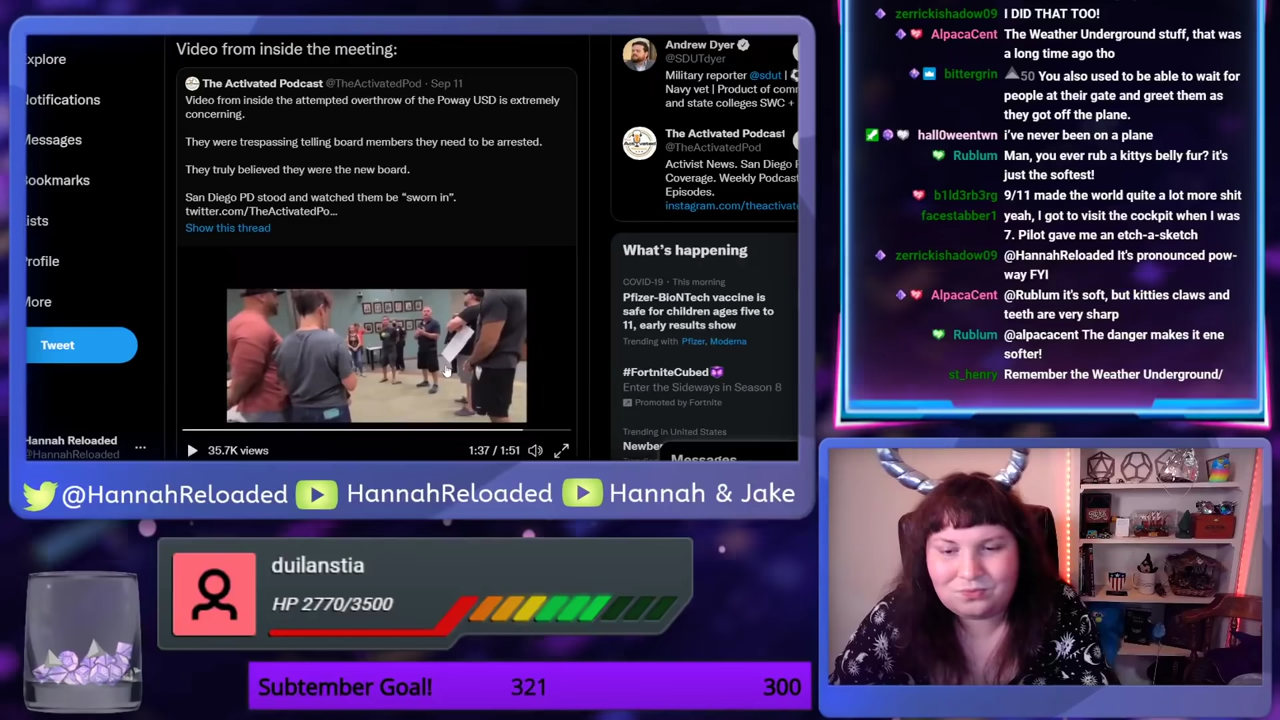 Explore
Notifications
Messages
Bookmarks
Lists
Profile
More
Tweet
Hannah Reloaded
@HannahReloaded
Video from inside the meeting:
The Activated Podcast @TheActivatedPod · Sep 11
Video from inside the attempted overthrow of the Poway USD is extremely
concerning.
They were trespassing telling board members they need to be arrested.
They truly believed they were the new board.
San Diego PD stood and watched them be “sworn in”.
twitter.com/TheActivatedPo...
Show this thread
35.7K views
1:37 / 1:51
Andrew Dyer
@SDUTdyer
Military reporter @sdut |
Navy vet | Product of com
and state colleges SWC +
The Activated Podcast
@TheActivatedPod
Activist News. San Diego
Coverage. Weekly Podcast
Episodes.
instagram.com/theactivate
What's happening
COVID-19 · This morning
Pfizer-BioNTech vaccine is
safe for children ages five to
11, early results show
Trending with Pfizer, Moderna
#FortniteCubed
Enter the Sideways in Season 8
Promoted by Fortnite
Trending in United States
Messages
zerrickishadow09 I DID THAT TOO!
AlpacaCent The Weather Underground stuff, that was
a long time ago tho
bittergrin 50 You also used to be able to wait for
people at their gate and greet them as
they got off the plane.
hall0weentwn i've never been on a plane
Rublum Man, you ever rub a kittys belly fur? it's
just the softest!
b1ld3rb3rg 9/11 made the world quite a lot more shit
facestabber1 yeah, I got to visit the cockpit when I was
7. Pilot gave me an etch-a-sketch
zerrickishadow09 @HannahReloaded It's pronounced pow-
way FYI
AlpacaCent @Rublum it's soft, but kitties claws and
teeth are very sharp
Rublum @alpacacent The danger makes it ene
softer!
st_henry Remember the Weather Underground/
@HannahReloaded HannahReloaded Hannah & Jake
duilanstia
HP 2770/3500
Subtember Goal! 321 300